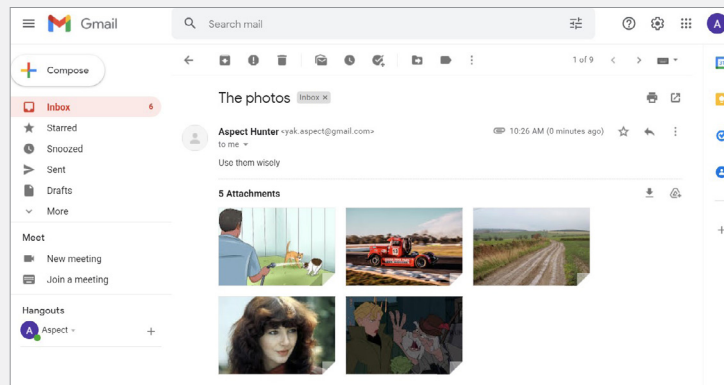 Gmail
Search mail
Compose
1 of 9
Inbox 6
Starred
Snoozed
Sent
Drafts
More
Meet
New meeting
Join a meeting
Hangouts
A Aspect
The photos Inbox ×
Aspect Hunter <yak.aspect@gmail.com> 10:26 AM (0 minutes ago)
to me
Use them wisely
5 Attachments
A